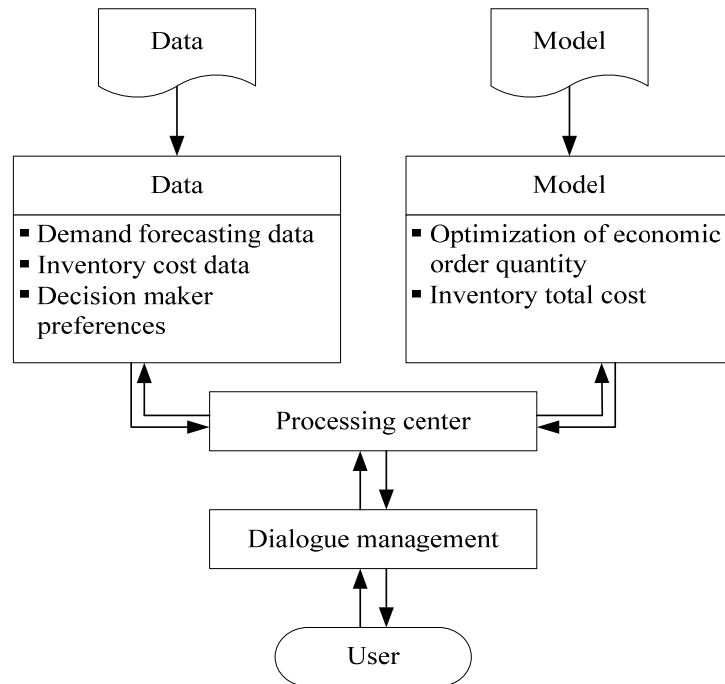 Data
Model
Data
▪ Demand forecasting data
▪ Inventory cost data
▪ Decision maker
preferences
Model
▪ Optimization of economic
order quantity
▪ Inventory total cost
Processing center
Dialogue management
User